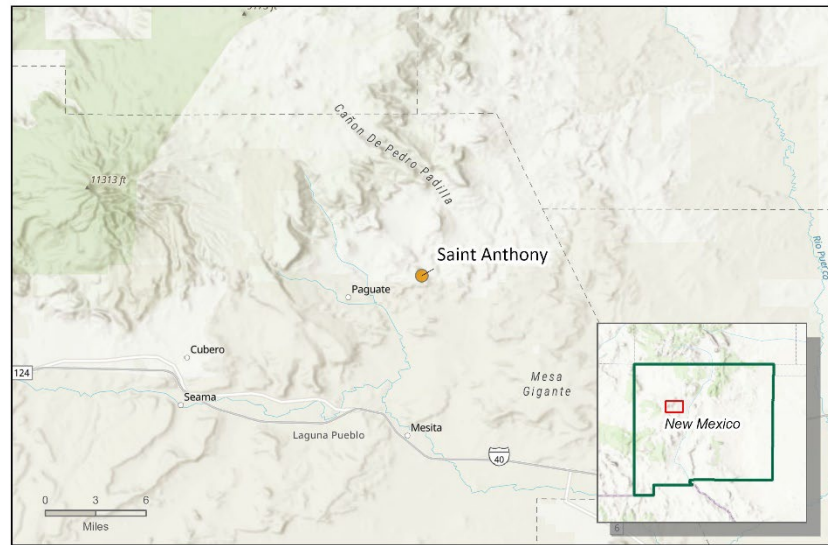 11313 ft
Cañon De Pedro Padilla
Saint Anthony
Rio Puerco
Paguate
Cubero
124
Mesa
Gigante
Seama
Mesita
Laguna Pueblo
40
New Mexico
0 3 6
Miles
6